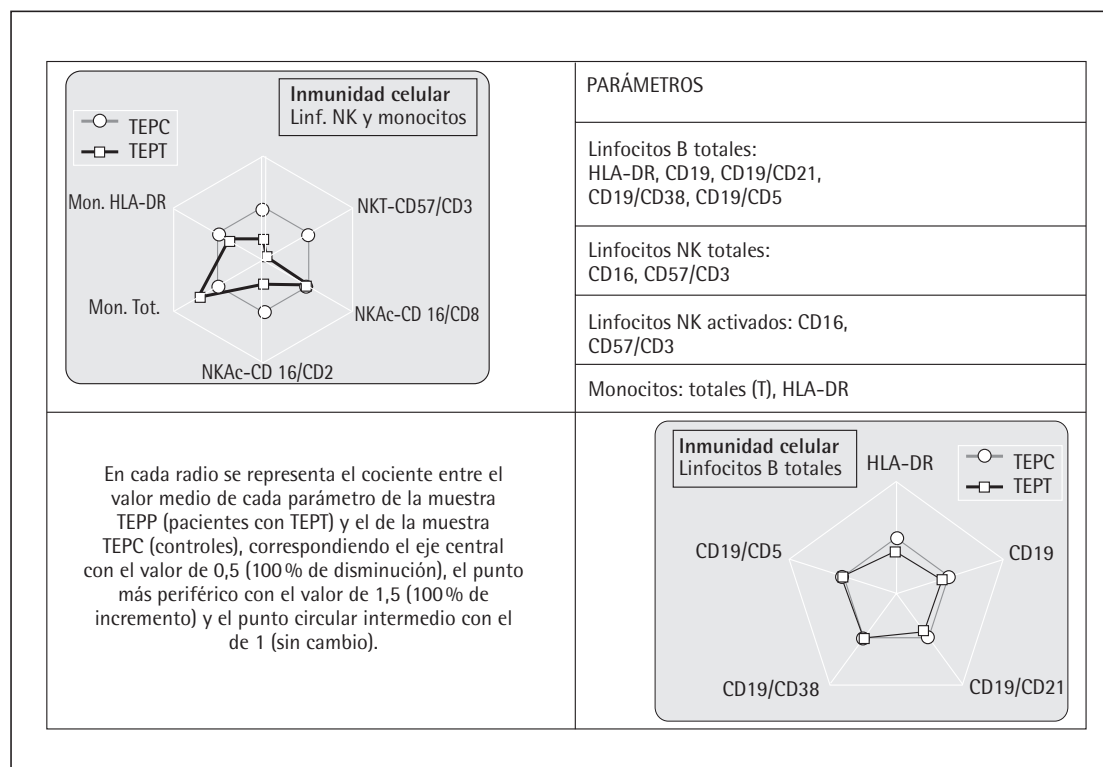 Inmunidad celular
Linf. NK y monocitos
TEPC
TEPT
Mon. HLA-DR
NKT-CD57/CD3
Mon. Tot.
NKAc-CD 16/CD8
NKAc-CD 16/CD2
PARÁMETROS
Linfocitos B totales:
HLA-DR, CD19, CD19/CD21,
CD19/CD38, CD19/CD5
Linfocitos NK totales:
CD16, CD57/CD3
Linfocitos NK activados: CD16,
CD57/CD3
Monocitos: totales (T), HLA-DR
En cada radio se representa el cociente entre el
valor medio de cada parámetro de la muestra
TEPP (pacientes con TEPT) y el de la muestra
TEPC (controles), correspondiendo el eje central
con el valor de 0,5 (100% de disminución), el punto
más periférico con el valor de 1,5 (100% de
incremento) y el punto circular intermedio con el
de 1 (sin cambio).
Inmunidad celular
Linfocitos B totales
HLA-DR
TEPC
TEPT
CD19/CD5
CD19
CD19/CD38
CD19/CD21